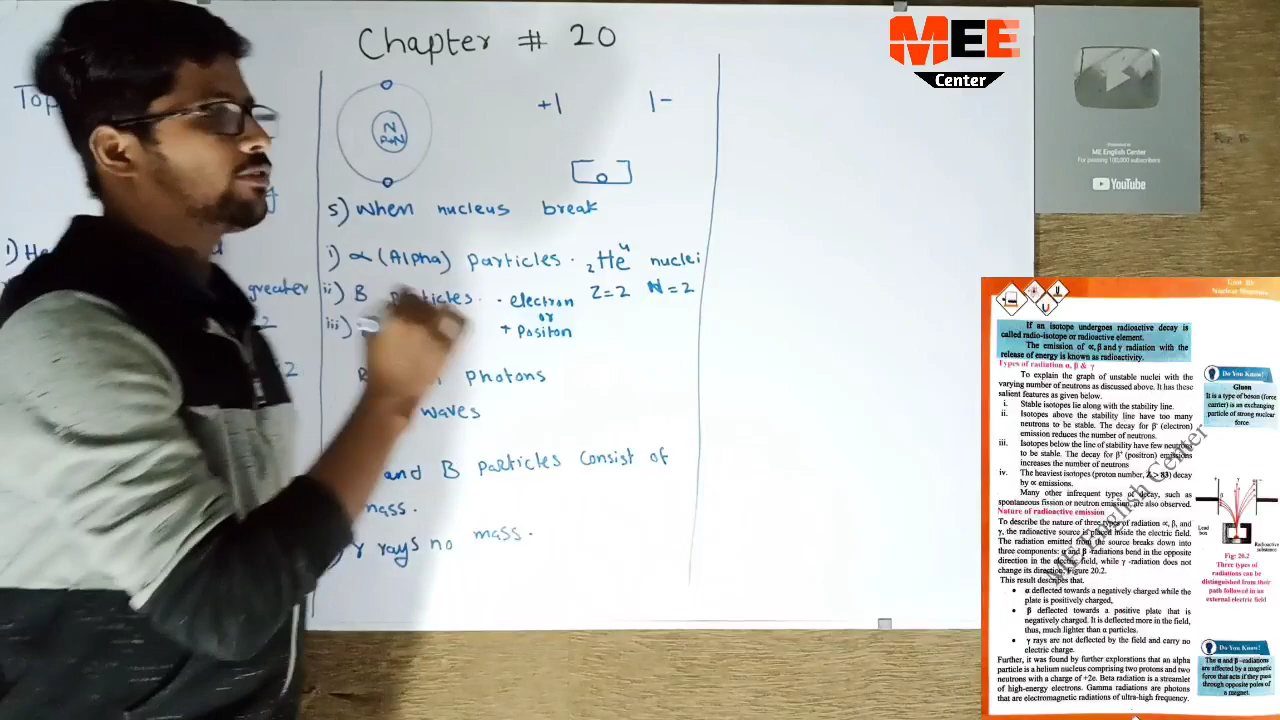 Chapter # 20
MEE
Center
Top
N
P+N
+1
1-
5) When nucleus break
i) α (Alpha) particles . ₂He⁴ nuclei
ii) B particles . - electron Z=2 N=2
or
+ Positon
iii)
photons
waves
and B Particles consist of
mass.
γ rays no mass.
1) He
greater
2
2
ME English Center
For passing 100,000 subscribers
YouTube
Nuclear
If an isotope undergoes radioactive decay is
called radio-isotope or radioactive element.
The emission of α, β and γ radiation with the
release of energy is known as radioactivity.
Types of radiation α, β & γ
To explain the graph of unstable nuclei with the
varying number of neutrons as discussed above. It has these
salient features as given below.
i. Stable isotopes lie along with the stability line.
ii. Isotopes above the stability line have too many
neutrons to be stable. The decay for β⁻ (electron)
emission reduces the number of neutrons.
iii. Isotopes below the line of stability have few neutrons
to be stable. The decay for β⁺ (positron) emissions
increases the number of neutrons
iv. The heaviest isotopes (proton number, Z > 83) decay
by α emissions.
Many other infrequent types of decay, such as
spontaneous fission or neutron emission, are also observed.
Nature of radioactive emission
To describe the nature of three types of radiation α, β, and
γ, the radioactive source is placed inside the electric field.
The radiation emitted from the source breaks down into
three components: α and β -radiations bend in the opposite
direction in the electric field, while γ -radiation does not
change its direction, Figure 20.2.
This result describes that.
• α deflected towards a negatively charged while the
plate is positively charged,
• β deflected towards a positive plate that is
negatively charged. It is deflected more in the field,
thus, much lighter than α particles.
• γ rays are not deflected by the field and carry no
electric charge.
Further, it was found by further explorations that an alpha
particle is a helium nucleus comprising two protons and two
neutrons with a charge of +2e. Beta radiation is a streamlet
of high-energy electrons. Gamma radiations are photons
that are electromagnetic radiations of ultra-high frequency.
Do You Know!
Gluon
It is a type of boson (force
carrier) is an exchanging
particle of strong nuclear
force
Lead
box
Radioactive
substance
Fig: 20.2
Three types of
radiations can be
distinguished from their
path followed in an
external electric field
Do You Know!
The α and β -radiations
are affected by a magnetic
force that acts if they pass
through opposite poles of
a magnet.
ME English Center